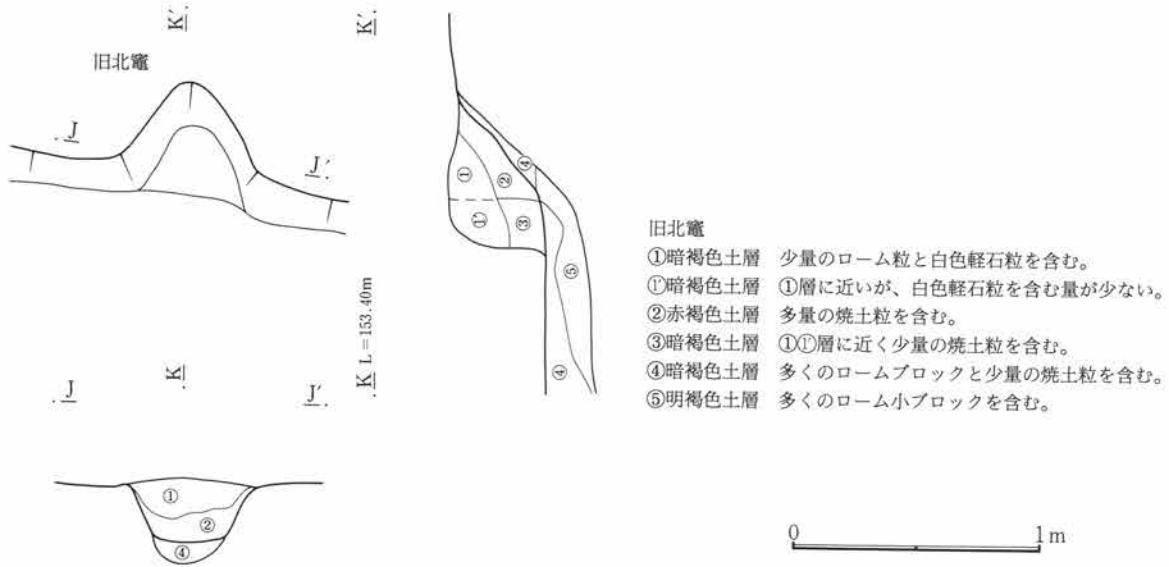 K′
K′
旧北竈
J
J′
④
①
②
①′
③
⑤
K L=153.40m
K
J
J′
④
①
②
④
旧北竈
①暗褐色土層 少量のローム粒と白色軽石粒を含む。
①′暗褐色土層 ①層に近いが、白色軽石粒を含む量が少ない。
②赤褐色土層 多量の焼土粒を含む。
③暗褐色土層 ①①′層に近く少量の焼土粒を含む。
④暗褐色土層 多くのロームブロックと少量の焼土粒を含む。
⑤明褐色土層 多くのローム小ブロックを含む。
0 1m